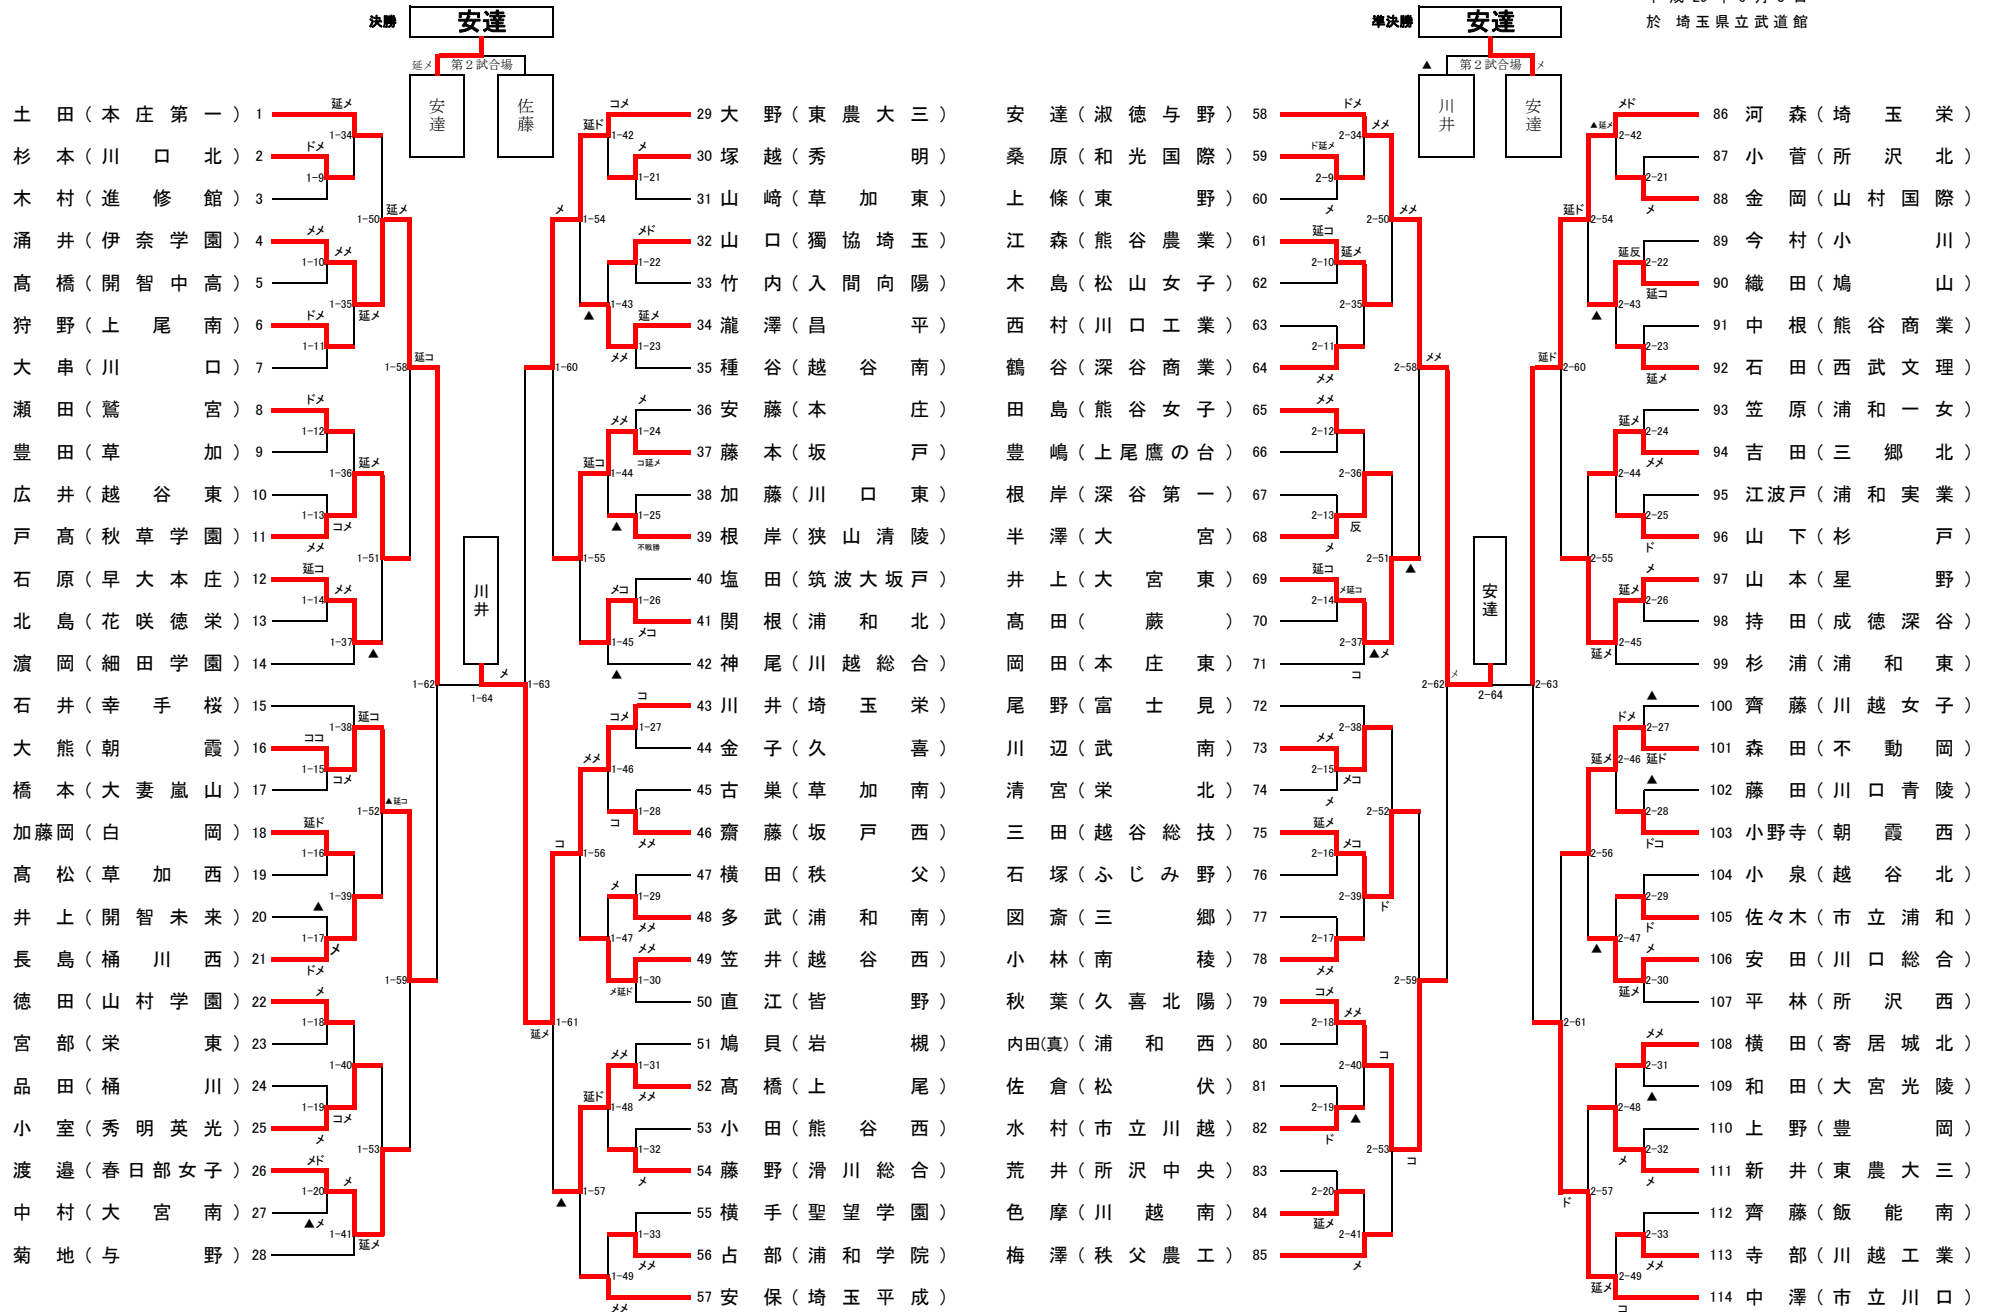 決勝
安達
延メ
第２試合場
安達
佐藤
準決勝
安達
於 埼玉県立武道館
▲
第２試合場
メ
川井
安達
土田（本庄第一）1
杉本（川口北）2
木村（進修館）3
涌井（伊奈学園）4
髙橋（開智中高）5
狩野（上尾南）6
大串（川口）7
瀬田（鷲宮）8
豊田（草加）9
広井（越谷東）10
戸髙（秋草学園）11
石原（早大本庄）12
北島（花咲徳栄）13
濵岡（細田学園）14
石井（幸手桜）15
大熊（朝霞）16
橋本（大妻嵐山）17
加藤岡（白岡）18
髙松（草加西）19
井上（開智未来）20
長島（桶川西）21
徳田（山村学園）22
宮部（栄東）23
品田（桶川）24
小室（秀明英光）25
渡邉（春日部女子）26
中村（大宮南）27
菊地（与野）28
29 大野（東農大三）
30 塚越（秀明）
31 山﨑（草加東）
32 山口（獨協埼玉）
33 竹内（入間向陽）
34 瀧澤（昌平）
35 種谷（越谷南）
36 安藤（本庄）
37 藤本（坂戸）
38 加藤（川口東）
39 根岸（狭山清陵）
40 塩田（筑波大坂戸）
41 関根（浦和北）
42 神尾（川越総合）
43 川井（埼玉栄）
44 金子（久喜）
45 古巣（草加南）
46 齋藤（坂戸西）
47 横田（秩父）
48 多武（浦和南）
49 笠井（越谷西）
50 直江（皆野）
51 鳩貝（岩槻）
52 髙橋（上尾）
53 小田（熊谷西）
54 藤野（滑川総合）
55 横手（聖望学園）
56 占部（浦和学院）
57 安保（埼玉平成）
安達（淑徳与野）58
桑原（和光国際）59
上條（東野）60
江森（熊谷農業）61
木島（松山女子）62
西村（川口工業）63
鶴谷（深谷商業）64
田島（熊谷女子）65
豊嶋（上尾鷹の台）66
根岸（深谷第一）67
半澤（大宮）68
井上（大宮東）69
髙田（蕨）70
岡田（本庄東）71
尾野（富士見）72
川辺（武南）73
清宮（栄北）74
三田（越谷総技）75
石塚（ふじみ野）76
図斎（三郷）77
小林（南稜）78
秋葉（久喜北陽）79
内田(真)（浦和西）80
佐倉（松伏）81
水村（市立川越）82
荒井（所沢中央）83
色摩（川越南）84
梅澤（秩父農工）85
86 河森（埼玉栄）
87 小菅（所沢北）
88 金岡（山村国際）
89 今村（小川）
90 織田（鳩山）
91 中根（熊谷商業）
92 石田（西武文理）
93 笠原（浦和一女）
94 吉田（三郷北）
95 江波戸（浦和実業）
96 山下（杉戸）
97 山本（星野）
98 持田（成徳深谷）
99 杉浦（浦和東）
100 齊藤（川越女子）
101 森田（不動岡）
102 藤田（川口青陵）
103 小野寺（朝霞西）
104 小泉（越谷北）
105 佐々木（市立浦和）
106 安田（川口総合）
107 平林（所沢西）
108 横田（寄居城北）
109 和田（大宮光陵）
110 上野（豊岡）
111 新井（東農大三）
112 齊藤（飯能南）
113 寺部（川越工業）
114 中澤（市立川口）
川井
安達
1-64
2-64